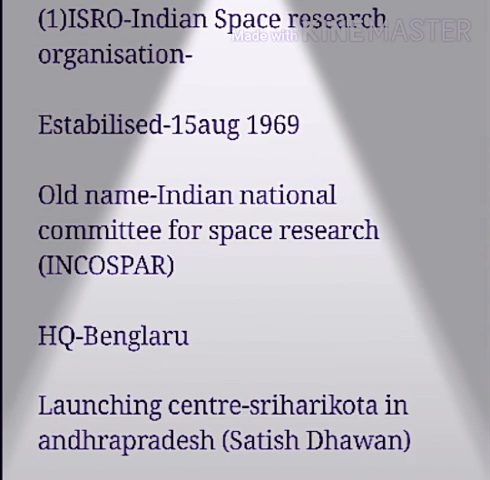 (1)ISRO-Indian Space research
Made with KINEMASTER
organisation-
Estabilised-15aug 1969
Old name-Indian national
committee for space research
(INCOSPAR)
HQ-Benglaru
Launching centre-sriharikota in
andhrapradesh (Satish Dhawan)